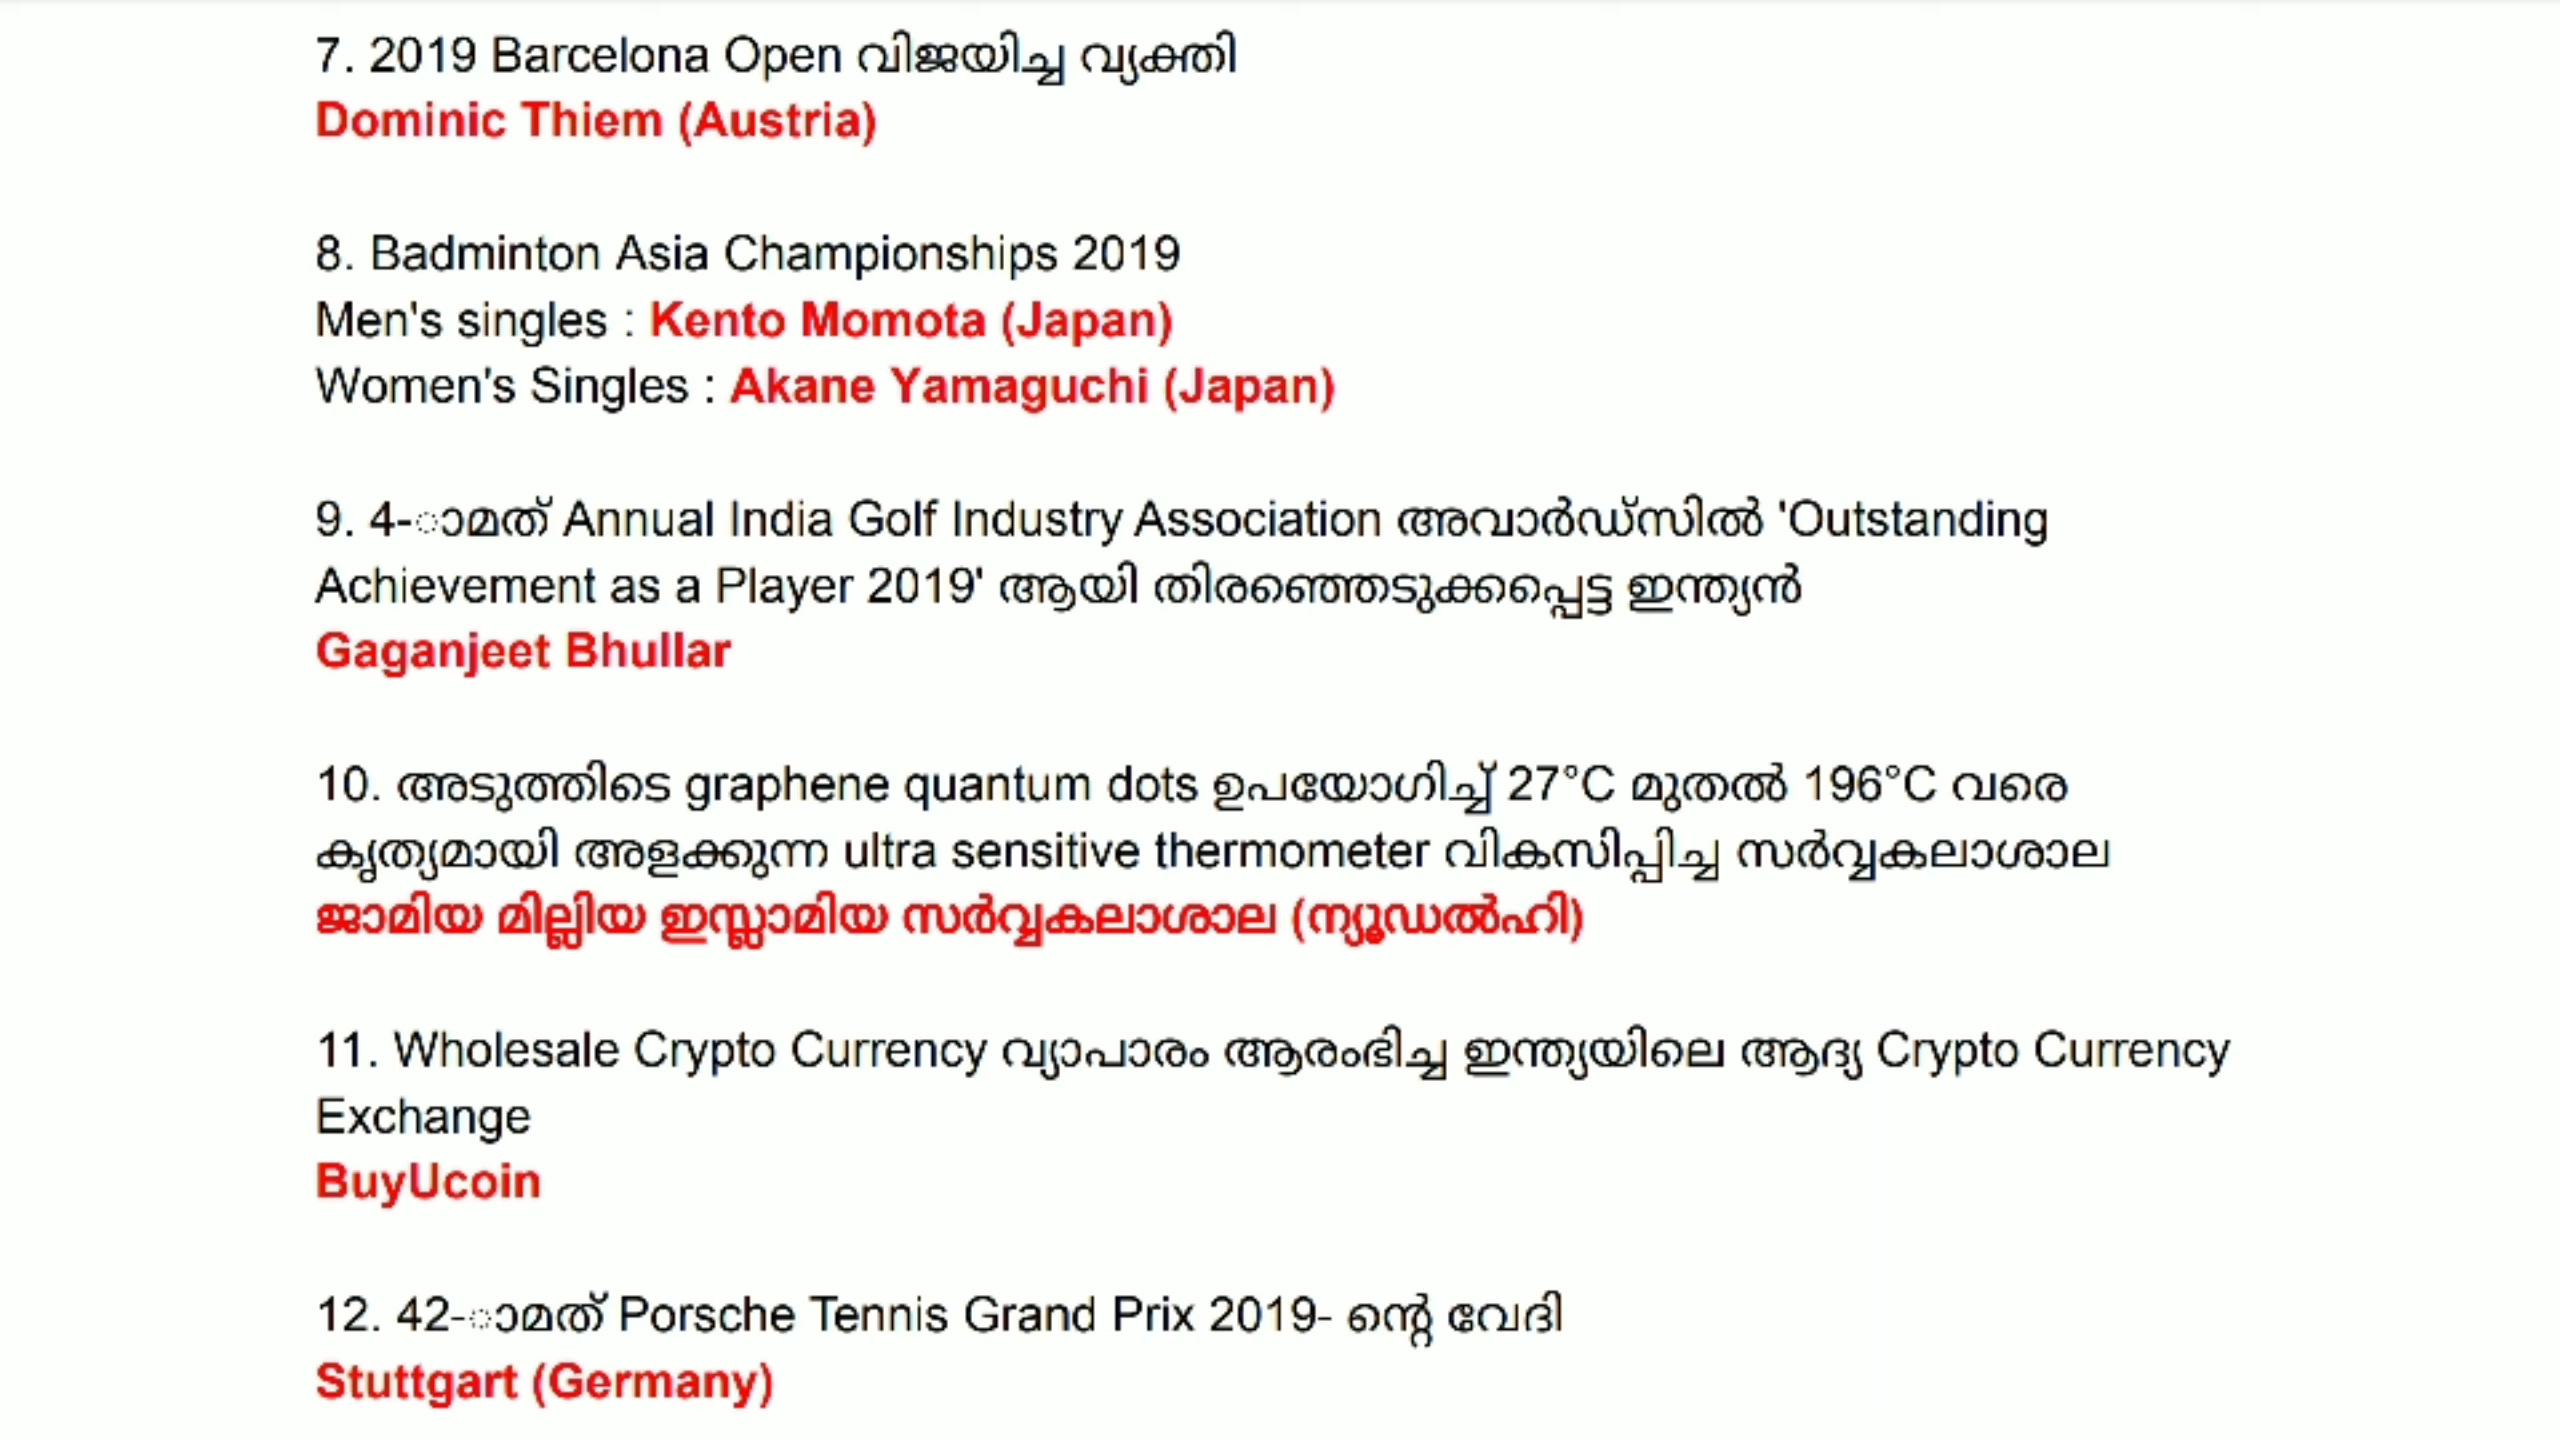 7. 2019 Barcelona Open വിജയിച്ച വ്യക്തി
Dominic Thiem (Austria)
8. Badminton Asia Championships 2019
Men's singles : Kento Momota (Japan)
Women's Singles : Akane Yamaguchi (Japan)
9. 4-ാമത് Annual India Golf Industry Association അവാർഡ്സിൽ 'Outstanding
Achievement as a Player 2019' ആയി തിരഞ്ഞെടുക്കപ്പെട്ട ഇന്ത്യൻ
Gaganjeet Bhullar
10. അടുത്തിടെ graphene quantum dots ഉപയോഗിച്ച് 27°C മുതൽ 196°C വരെ
കൃത്യമായി അളക്കുന്ന ultra sensitive thermometer വികസിപ്പിച്ച സർവ്വകലാശാല
ജാമിയ മില്ലിയ ഇസ്ലാമിയ സർവ്വകലാശാല (ന്യൂഡൽഹി)
11. Wholesale Crypto Currency വ്യാപാരം ആരംഭിച്ച ഇന്ത്യയിലെ ആദ്യ Crypto Currency
Exchange
BuyUcoin
12. 42-ാമത് Porsche Tennis Grand Prix 2019- ന്റെ വേദി
Stuttgart (Germany)